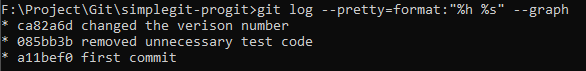 F:\Project\Git\simplegit-progit>git log --pretty=format:"%h %s" --graph
* ca82a6d changed the verison number
* 085bb3b removed unnecessary test code
* a11bef0 first commit